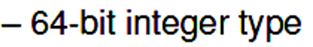 – 64-bit integer type